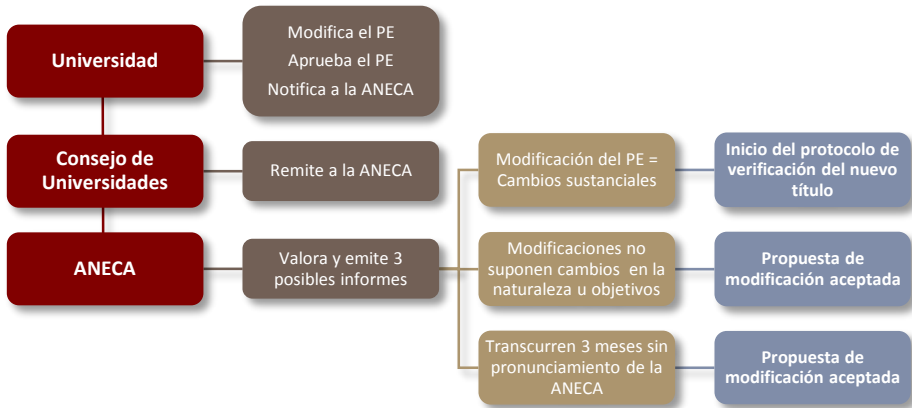 Universidad
Modifica el PE
Aprueba el PE
Notifica a la ANECA
Consejo de
Universidades
Remite a la ANECA
Modificación del PE =
Cambios sustanciales
Inicio del protocolo de
verificación del nuevo
título
ANECA
Valora y emite 3
posibles informes
Modificaciones no
suponen cambios en la
naturaleza u objetivos
Propuesta de
modificación aceptada
Transcurren 3 meses sin
pronunciamiento de la
ANECA
Propuesta de
modificación aceptada